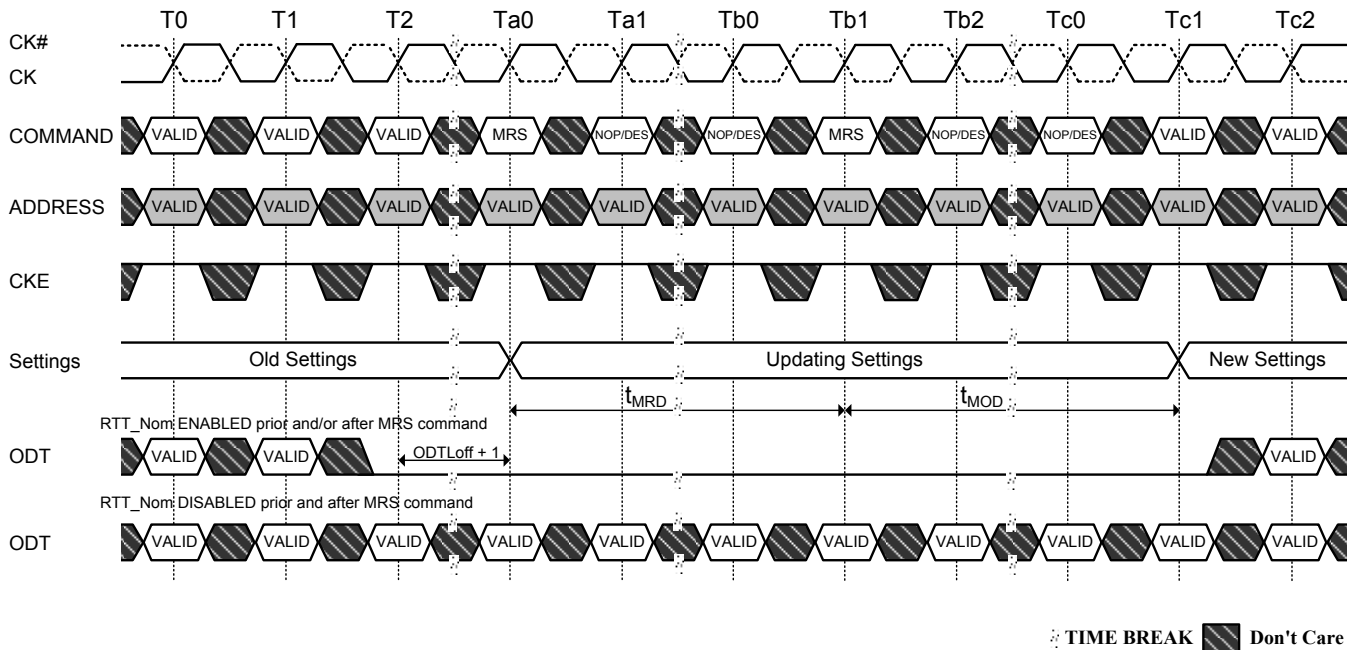 T0 T1 T2 Ta0 Ta1 Tb0 Tb1 Tb2 Tc0 Tc1 Tc2
CK#
CK
COMMAND VALID VALID VALID MRS NOP/DES NOP/DES MRS NOP/DES NOP/DES VALID VALID
ADDRESS VALID VALID VALID VALID VALID VALID VALID VALID VALID VALID VALID
CKE
Settings Old Settings Updating Settings New Settings
tMRD tMOD
RTT_Nom ENABLED prior and/or after MRS command
ODT VALID VALID ODTLoff + 1 VALID
RTT_Nom DISABLED prior and after MRS command
ODT VALID VALID VALID VALID VALID VALID VALID VALID VALID VALID VALID
TIME BREAK Don't Care